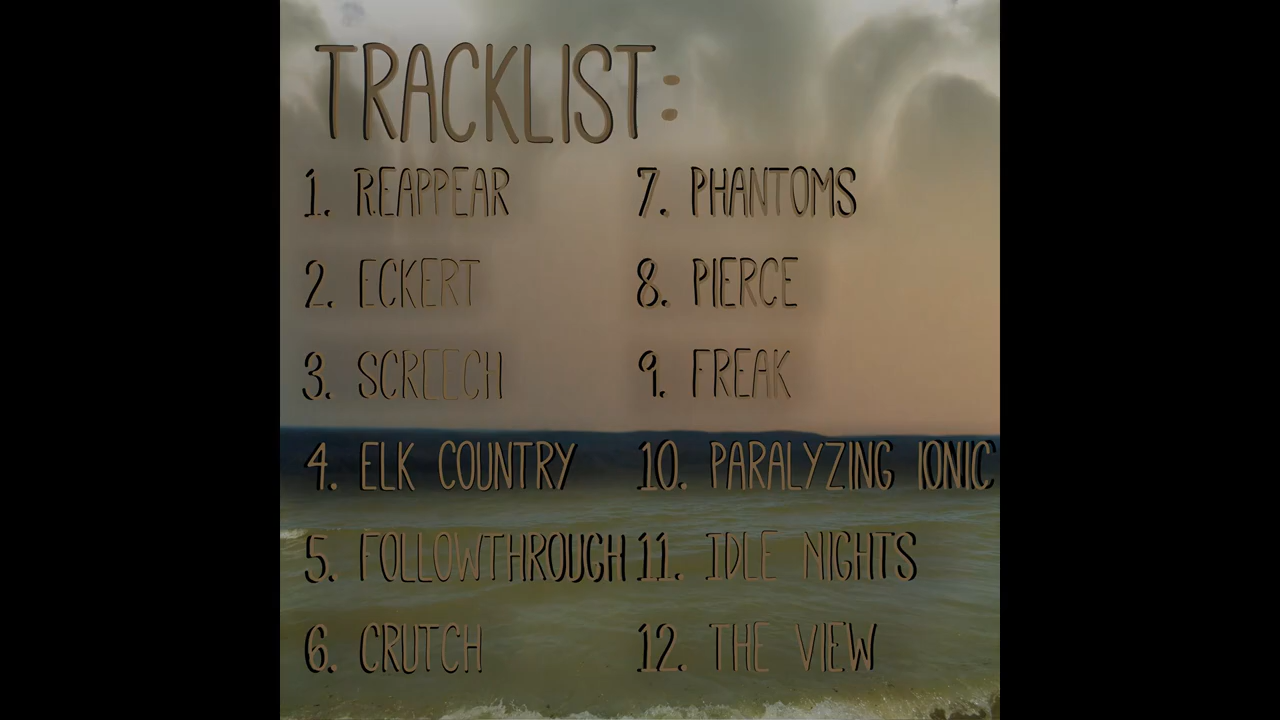 TRACKLIST:
1. REAPPEAR
2. ECKERT
3. SCREECH
4. ELK COUNTRY
5. FOLLOWTHROUGH
6. CRUTCH
7. PHANTOMS
8. PIERCE
9. FREAK
10. PARALYZING IONIC
11. IDLE NIGHTS
12. THE VIEW